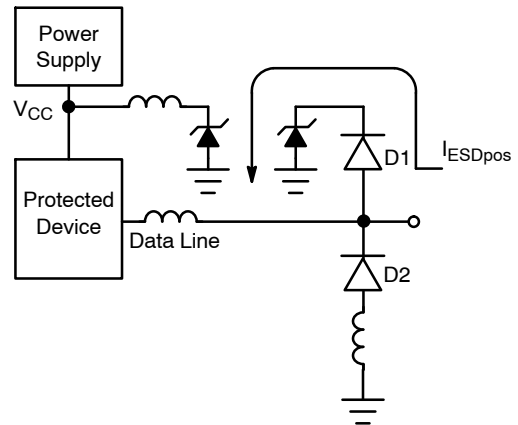 Power
Supply
VCC
Protected
Device
Data Line
D1
IESDpos
D2